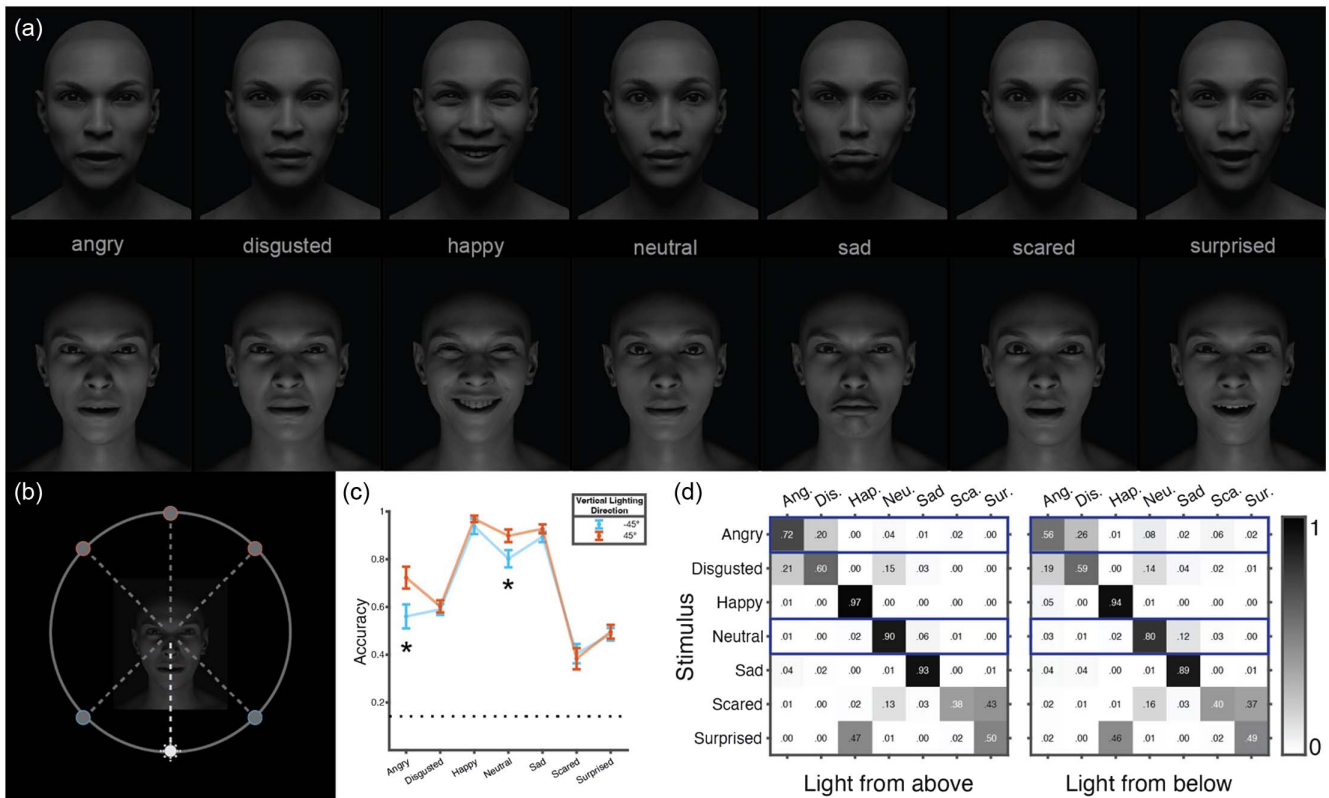 (a)
angry disgusted happy neutral sad scared surprised
(b)
(c)
Vertical Lighting
Direction
-45°
45°
1
0.8
0.6
0.4
0.2
Accuracy
Angry Disgusted Happy Neutral Sad Scared Surprised
*
*
(d)
Ang. Dis. Hap. Neu. Sad Sca. Sur.
Stimulus
Angry .72 .20 .00 .04 .01 .02 .00
Disgusted .21 .60 .00 .15 .03 .00 .00
Happy .01 .00 .97 .01 .00 .00 .00
Neutral .01 .00 .02 .90 .06 .01 .00
Sad .04 .02 .00 .01 .93 .00 .01
Scared .02 .01 .00 .13 .03 .38 .43
Surprised .00 .00 .47 .00 .00 .02 .50
Light from above
Ang. Dis. Hap. Neu. Sad Sca. Sur.
.56 .26 .01 .08 .02 .06 .02
.19 .59 .00 .14 .04 .02 .01
.05 .00 .94 .01 .00 .00 .00
.03 .01 .02 .80 .12 .03 .00
.04 .04 .00 .01 .89 .00 .01
.02 .01 .01 .16 .03 .40 .37
.01 .00 .46 .01 .00 .02 .49
Light from below
1
0